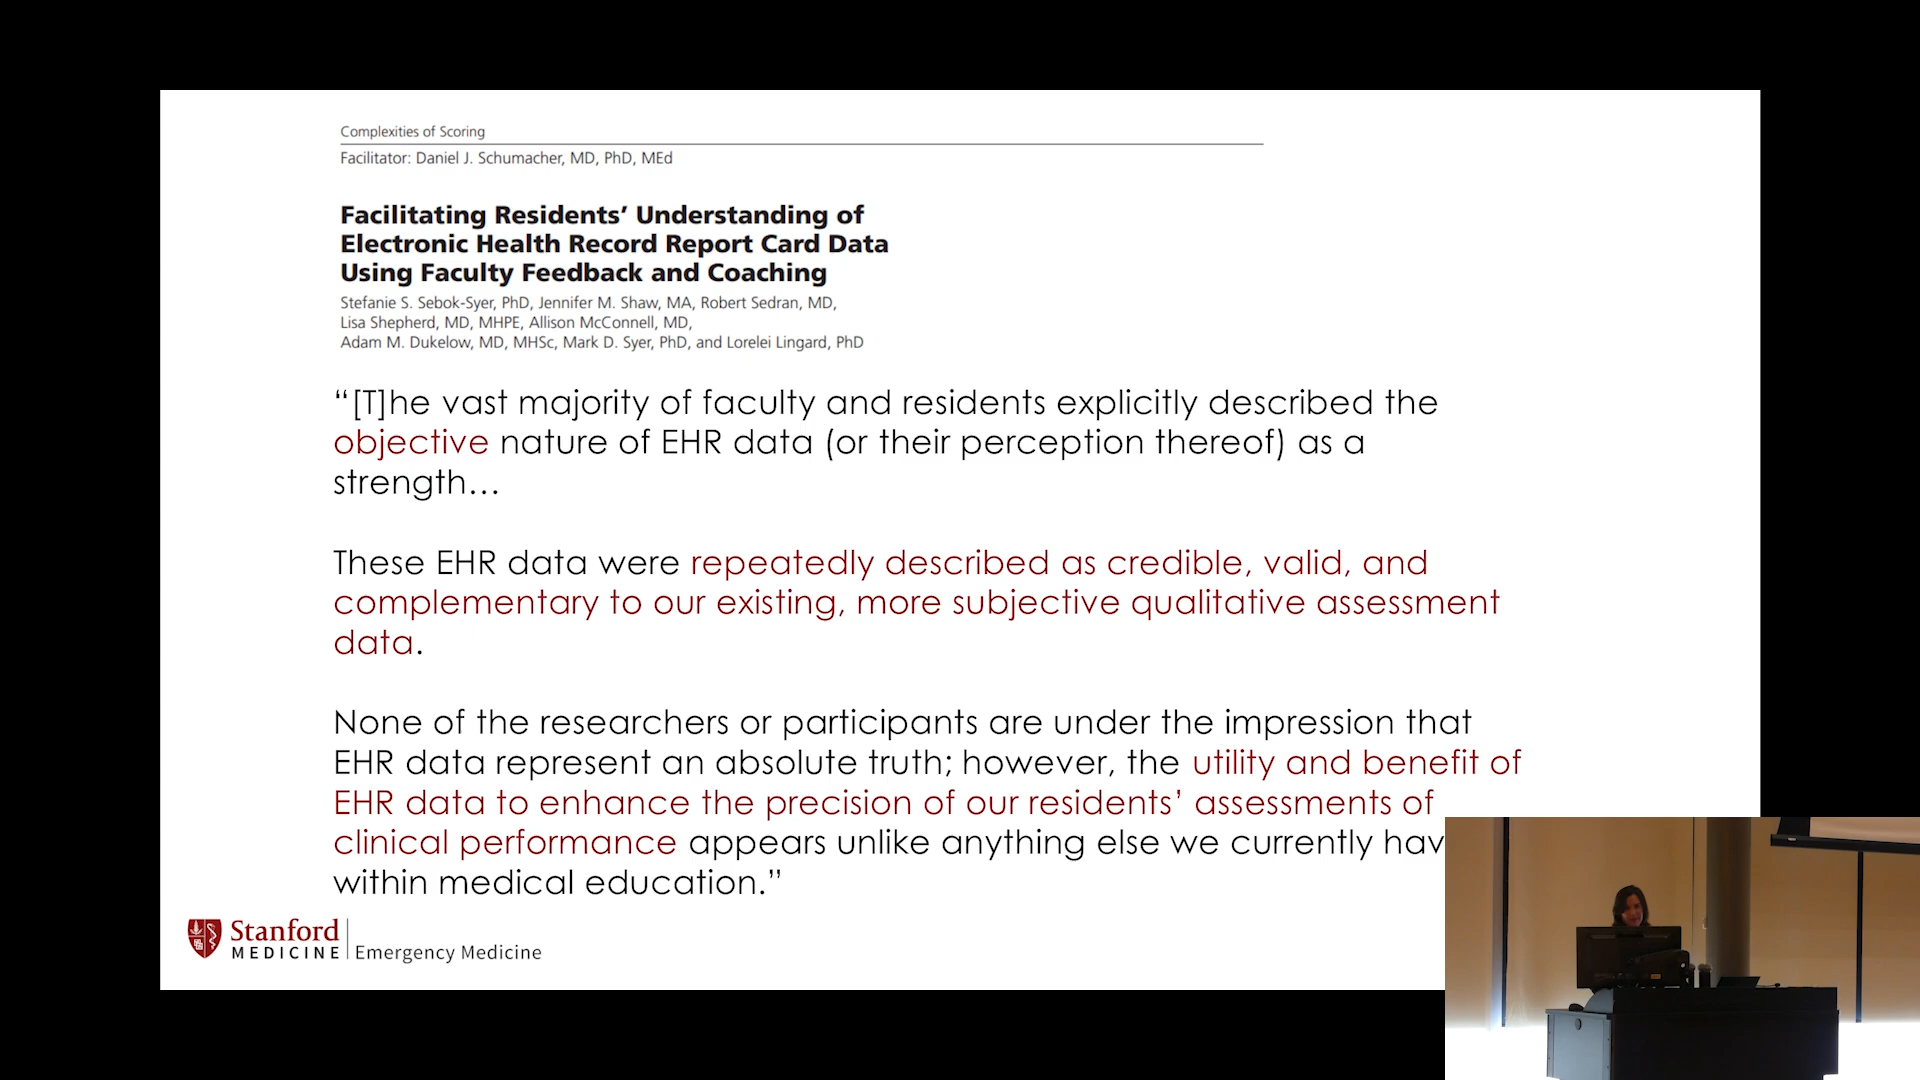 Complexities of Scoring
Facilitator: Daniel J. Schumacher, MD, PhD, MEd
Facilitating Residents’ Understanding of
Electronic Health Record Report Card Data
Using Faculty Feedback and Coaching
Stefanie S. Sebok-Syer, PhD, Jennifer M. Shaw, MA, Robert Sedran, MD,
Lisa Shepherd, MD, MHPE, Allison McConnell, MD,
Adam M. Dukelow, MD, MHSc, Mark D. Syer, PhD, and Lorelei Lingard, PhD
“[T]he vast majority of faculty and residents explicitly described the
objective nature of EHR data (or their perception thereof) as a
strength…
These EHR data were repeatedly described as credible, valid, and
complementary to our existing, more subjective qualitative assessment
data.
None of the researchers or participants are under the impression that
EHR data represent an absolute truth; however, the utility and benefit of
EHR data to enhance the precision of our residents’ assessments of
clinical performance appears unlike anything else we currently hav
within medical education.”
Stanford
MEDICINE
Emergency Medicine